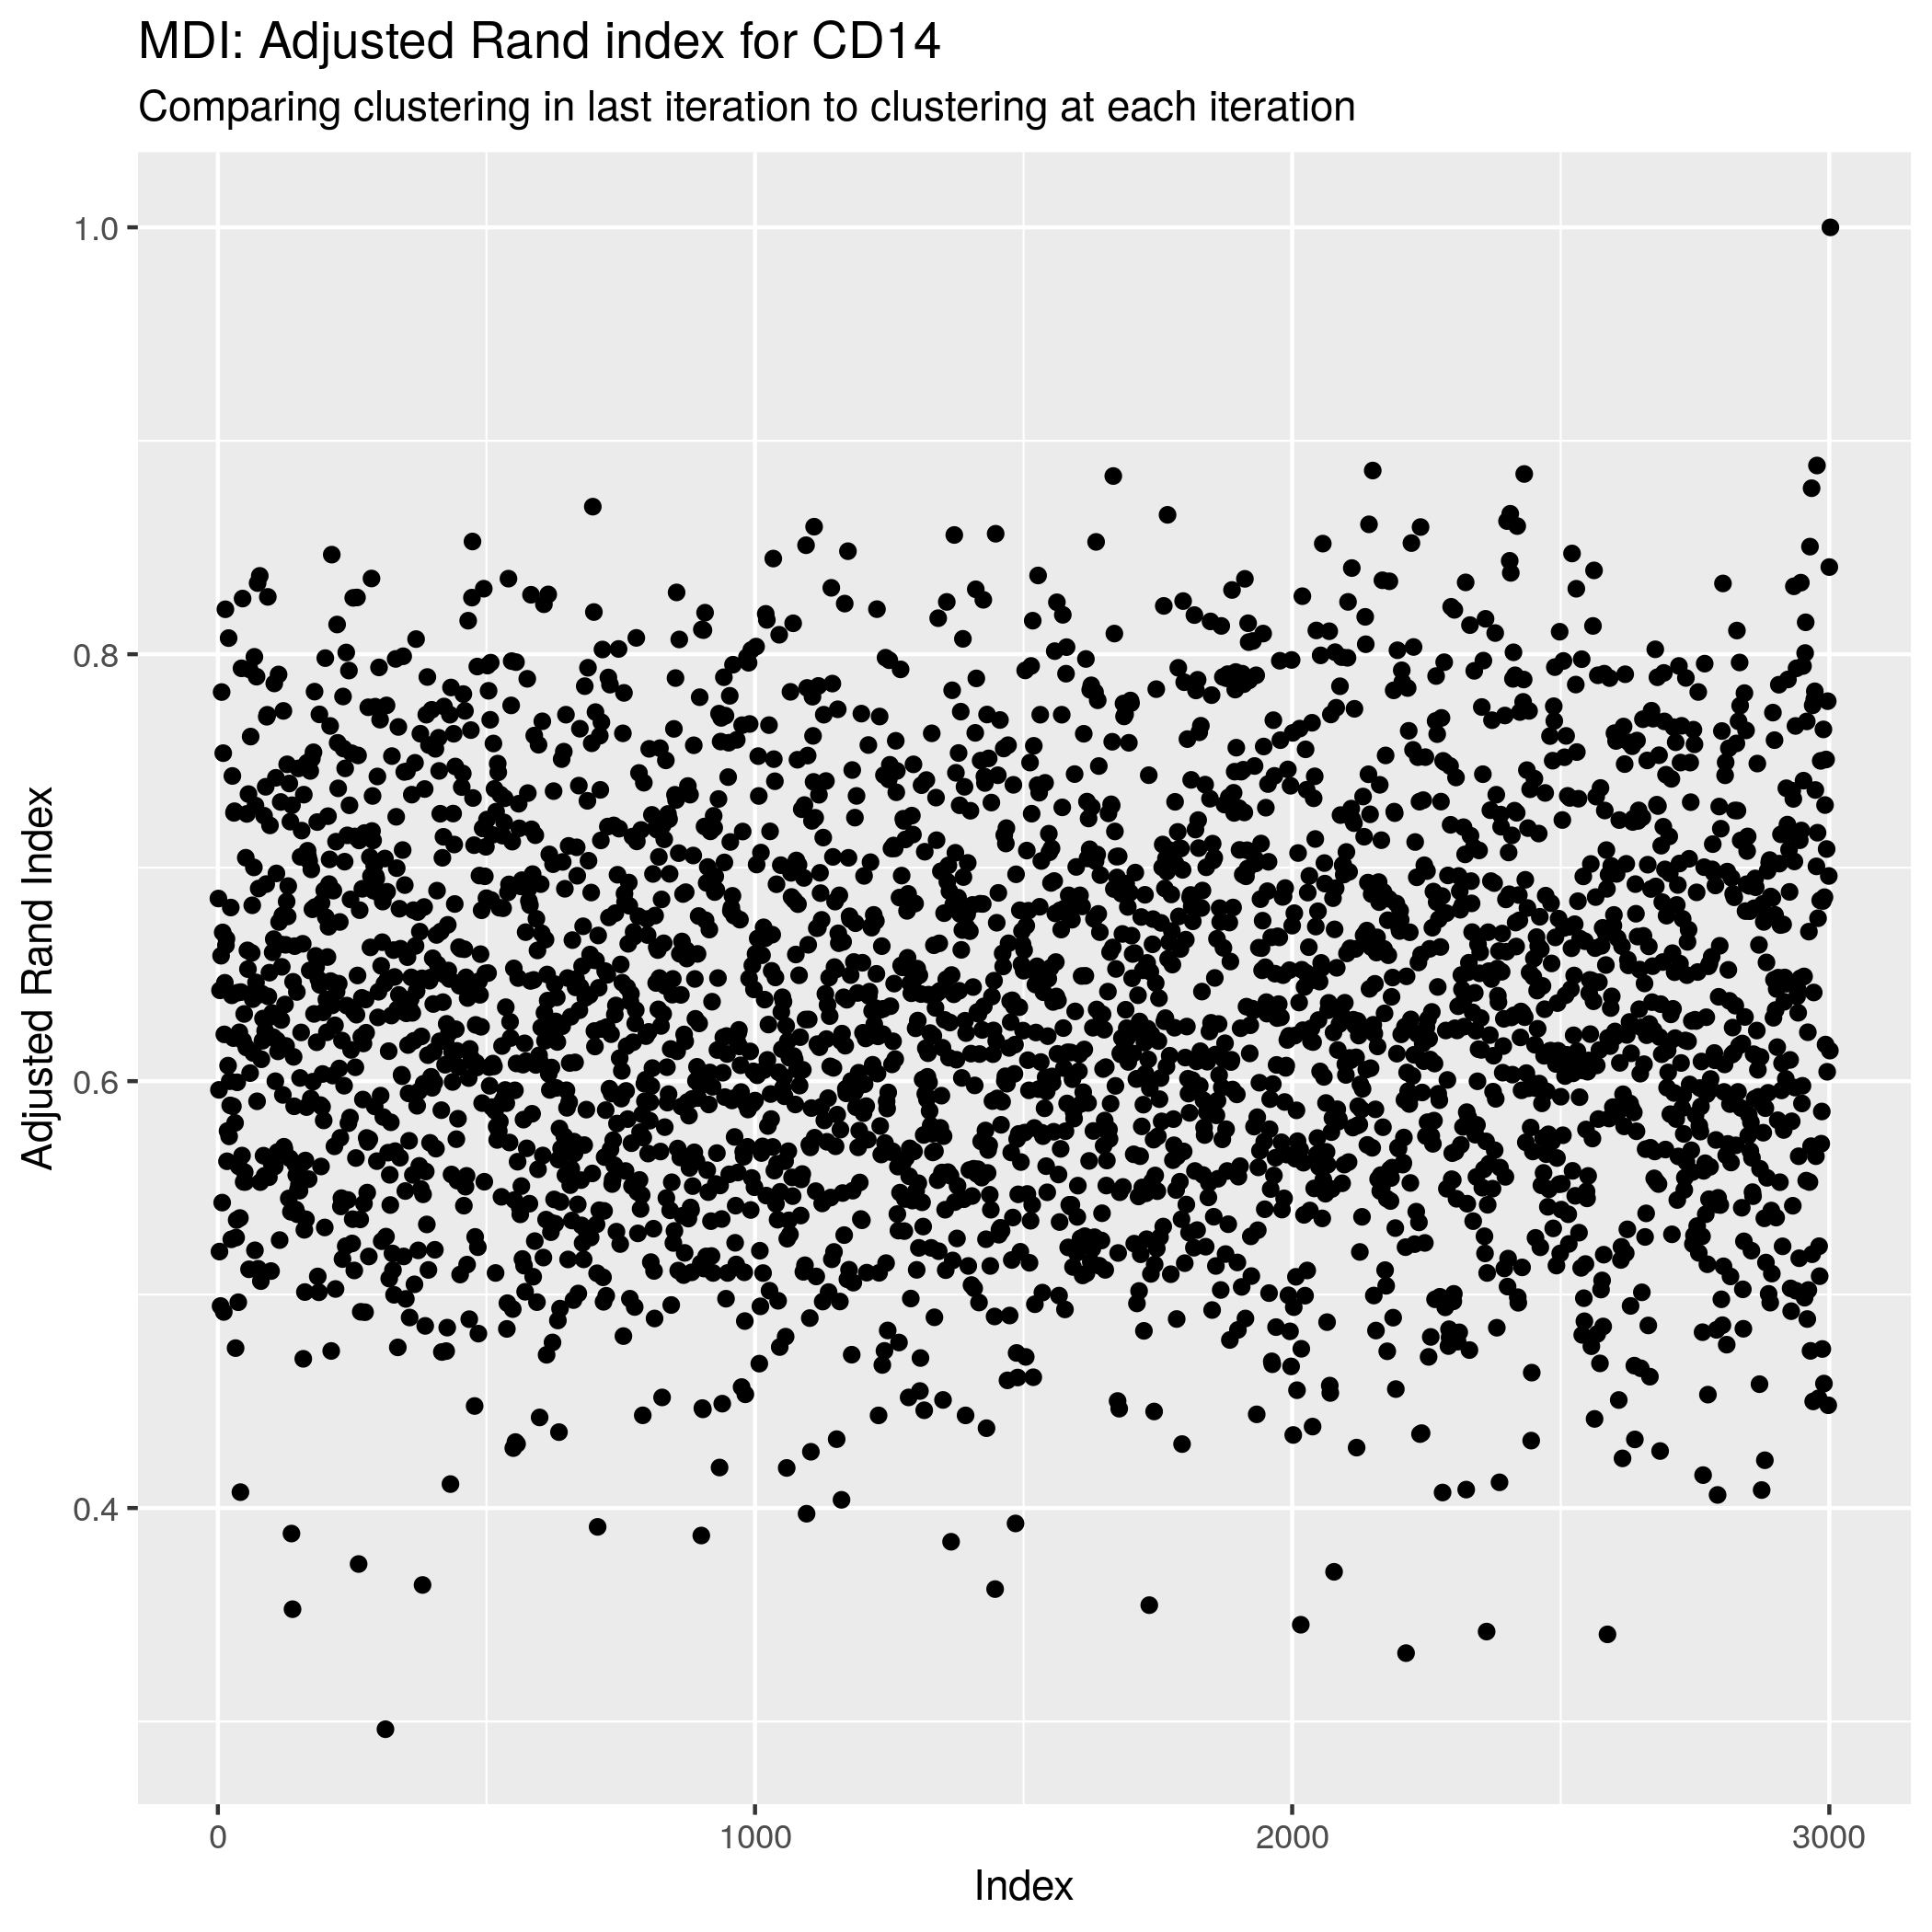 MDI: Adjusted Rand index for CD14
Comparing clustering in last iteration to clustering at each iteration
Adjusted Rand Index
1.0
0.8
0.6
0.4
0
1000
2000
3000
Index